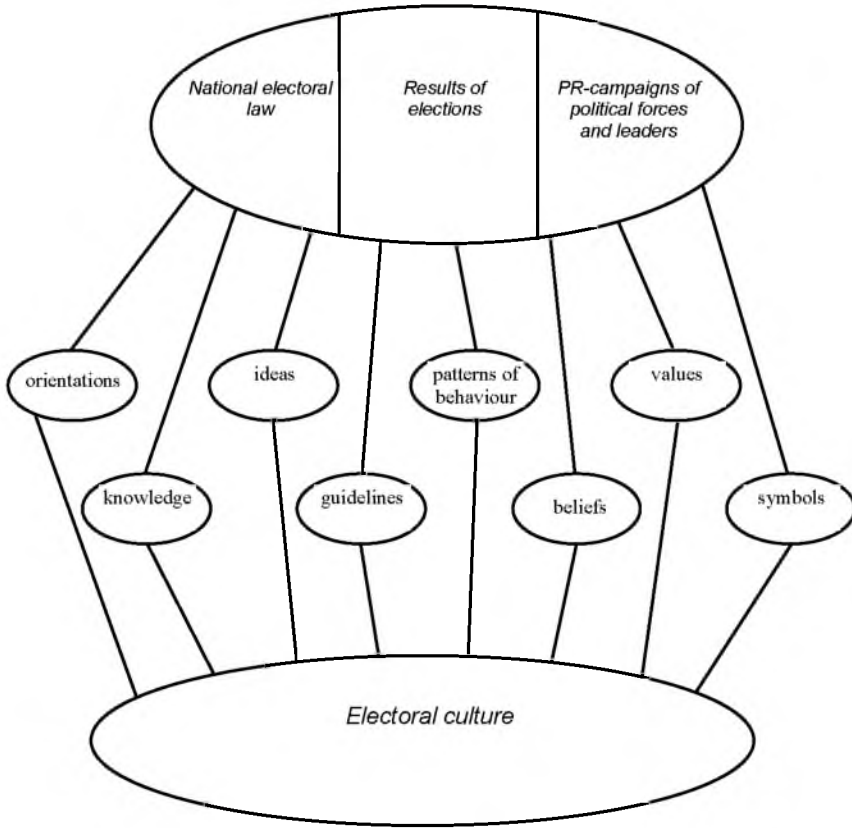 National electoral
law
Results of
elections
PR-campaigns of
political forces
and leaders
orientations
ideas
patterns of
behaviour
values
knowledge
guidelines
beliefs
symbols
Electoral culture